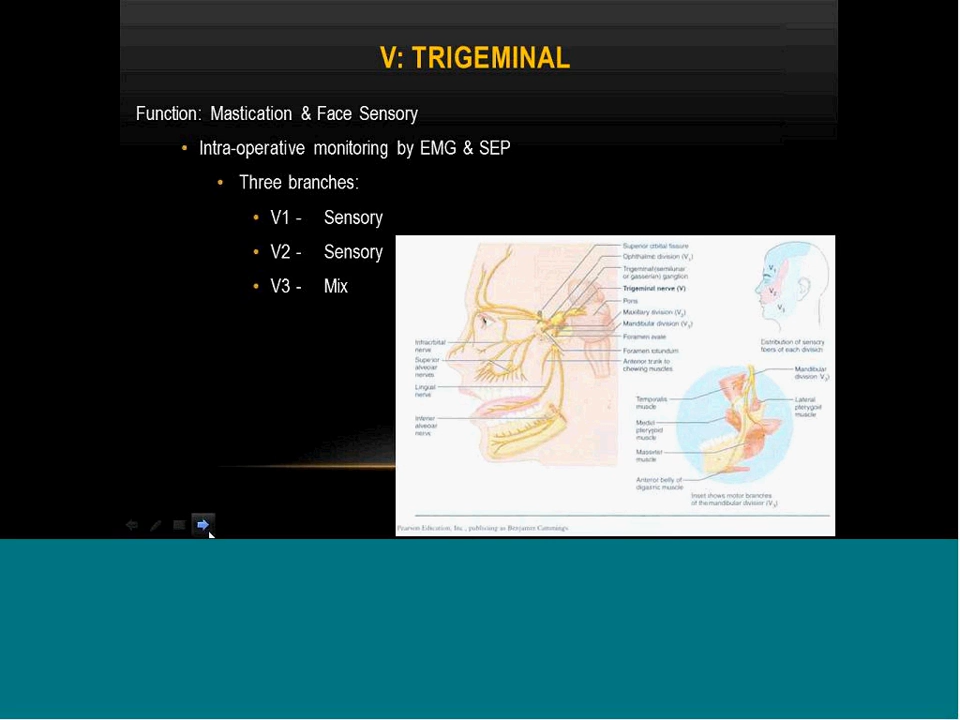 V: TRIGEMINAL
Function: Mastication & Face Sensory
• Intra-operative monitoring by EMG & SEP
• Three branches:
• V1 - Sensory
• V2 - Sensory
• V3 - Mix
Superior orbital fissure
Ophthalmic division (V₁)
Trigeminal (semilunar
or gasserian) ganglion
Trigeminal nerve (V)
Pons
Maxillary division (V₂)
Mandibular division (V₃)
Foramen ovale
Foramen rotundum
Anterior trunk to
chewing muscles
Infraorbital
nerve
Superior
alveolar
nerves
Lingual
nerve
Inferior
alveolar
nerve
V₁
V₂
V₃
Distribution of sensory
fibers of each division
Mandibular
division V₃)
Temporalis
muscle
Lateral
pterygoid
muscle
Medial
pterygoid
muscle
Masseter
muscle
Anterior belly of
digastric muscle
Inset shows motor branches
of the mandibular division (V₃)
Pearson Education, Inc., publishing as Benjamin Cummings.